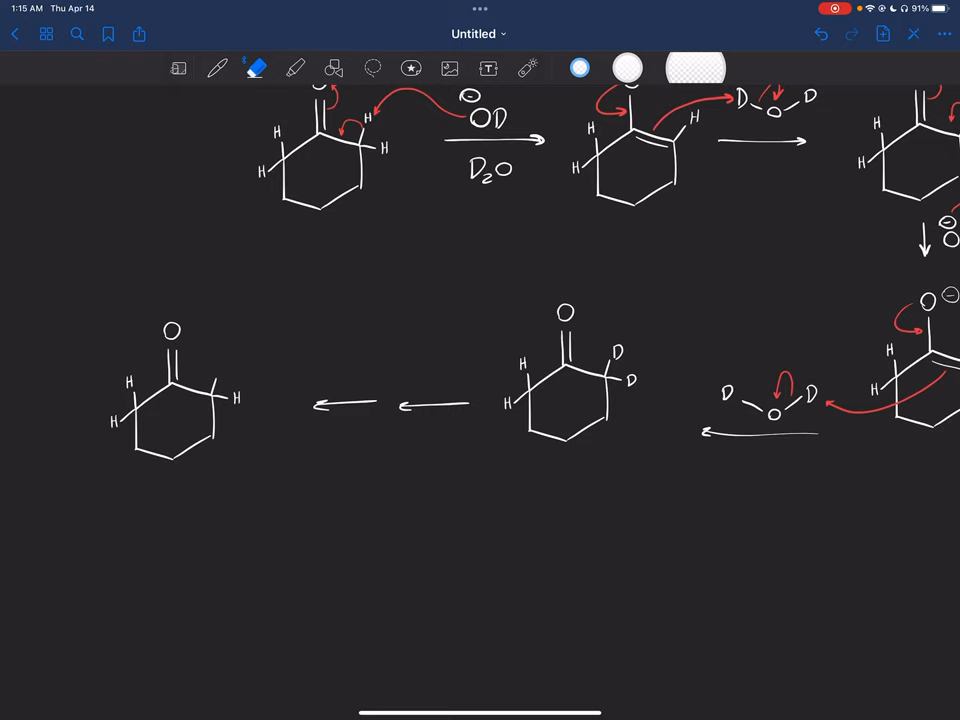 1:15 AM Thu Apr 14
91%
Untitled
T
H H H H
OD
D₂O
H H H
D O D
H H
⊖
O
O
H H H
O
H H D D
D O D
O ⊖
H H